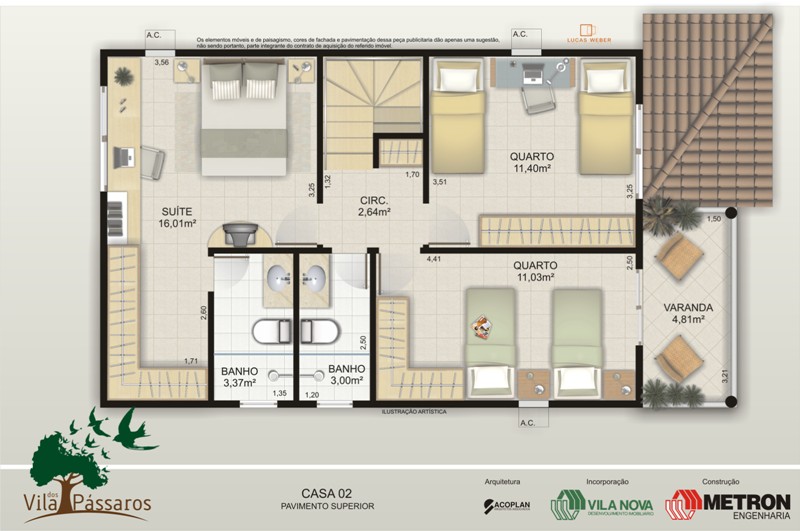 A.C.
Os elementos móveis e de paisagismo, cores de fachada e pavimentação dessa peça publicitária dão apenas uma sugestão,
não sendo portanto, parte integrante do contrato de aquisição do referido imóvel.
A.C.
LUCAS WEBER
3,56
SUÍTE
16,01m²
3,25
1,32
1,70
CIRC.
2,64m²
3,51
QUARTO
11,40m²
3,25
4,41
QUARTO
11,03m²
2,50
1,50
VARANDA
4,81m²
3,21
2,60
1,71
BANHO
3,37m²
1,35
2,50
BANHO
3,00m²
1,20
A.C.
ILUSTRAÇÃO ARTÍSTICA
Vila dos Pássaros
CASA 02
PAVIMENTO SUPERIOR
Arquitetura
ACOPLAN
Incorporação
VILA NOVA
DESENVOLVIMENTO IMOBILIÁRIO
Construção
METRON
ENGENHARIA